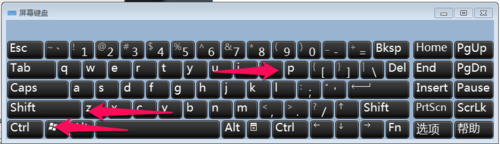 屏幕键盘
Esc ~ ` ! 1 @ 2 # 3 $ 4 % 5 ^ 6 & 7 * 8 ( 9 ) 0 _ - + = Bksp Home PgUp
Tab q w e r t y u p { [ } ] | \ Del End PgDn
Caps a s d f g h j k l : ; " ' Insert Pause
Shift z c v b n m < , > . ? / ↑ Shift PrtScn ScrLk
Ctrl Alt Ctrl ← ↓ → Fn 选项 帮助